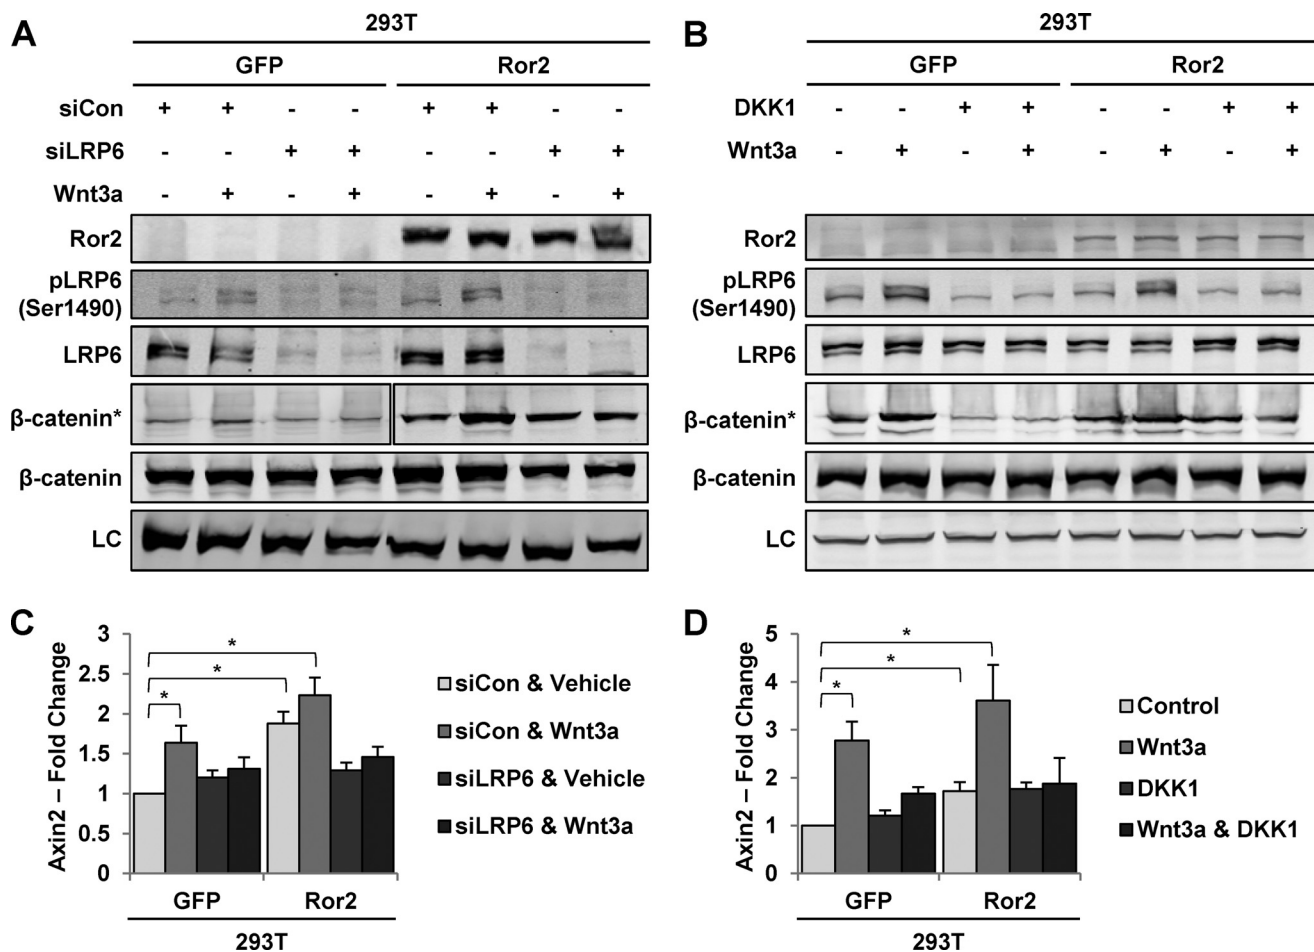 A
293T
GFP Ror2
siCon + + - - + + - -
siLRP6 - - + + - - + +
Wnt3a - + - + - + - +
Ror2
pLRP6
(Ser1490)
LRP6
β-catenin*
β-catenin
LC
B
293T
GFP Ror2
DKK1 - - + + - - + +
Wnt3a - + - + - + - +
Ror2
pLRP6
(Ser1490)
LRP6
β-catenin*
β-catenin
LC
C
Axin2 – Fold Change
3
2.5
2
1.5
1
0.5
0
* * *
GFP Ror2
293T
siCon & Vehicle
siCon & Wnt3a
siLRP6 & Vehicle
siLRP6 & Wnt3a
D
Axin2 – Fold Change
5
4
3
2
1
0
* * *
GFP Ror2
293T
Control
Wnt3a
DKK1
Wnt3a & DKK1